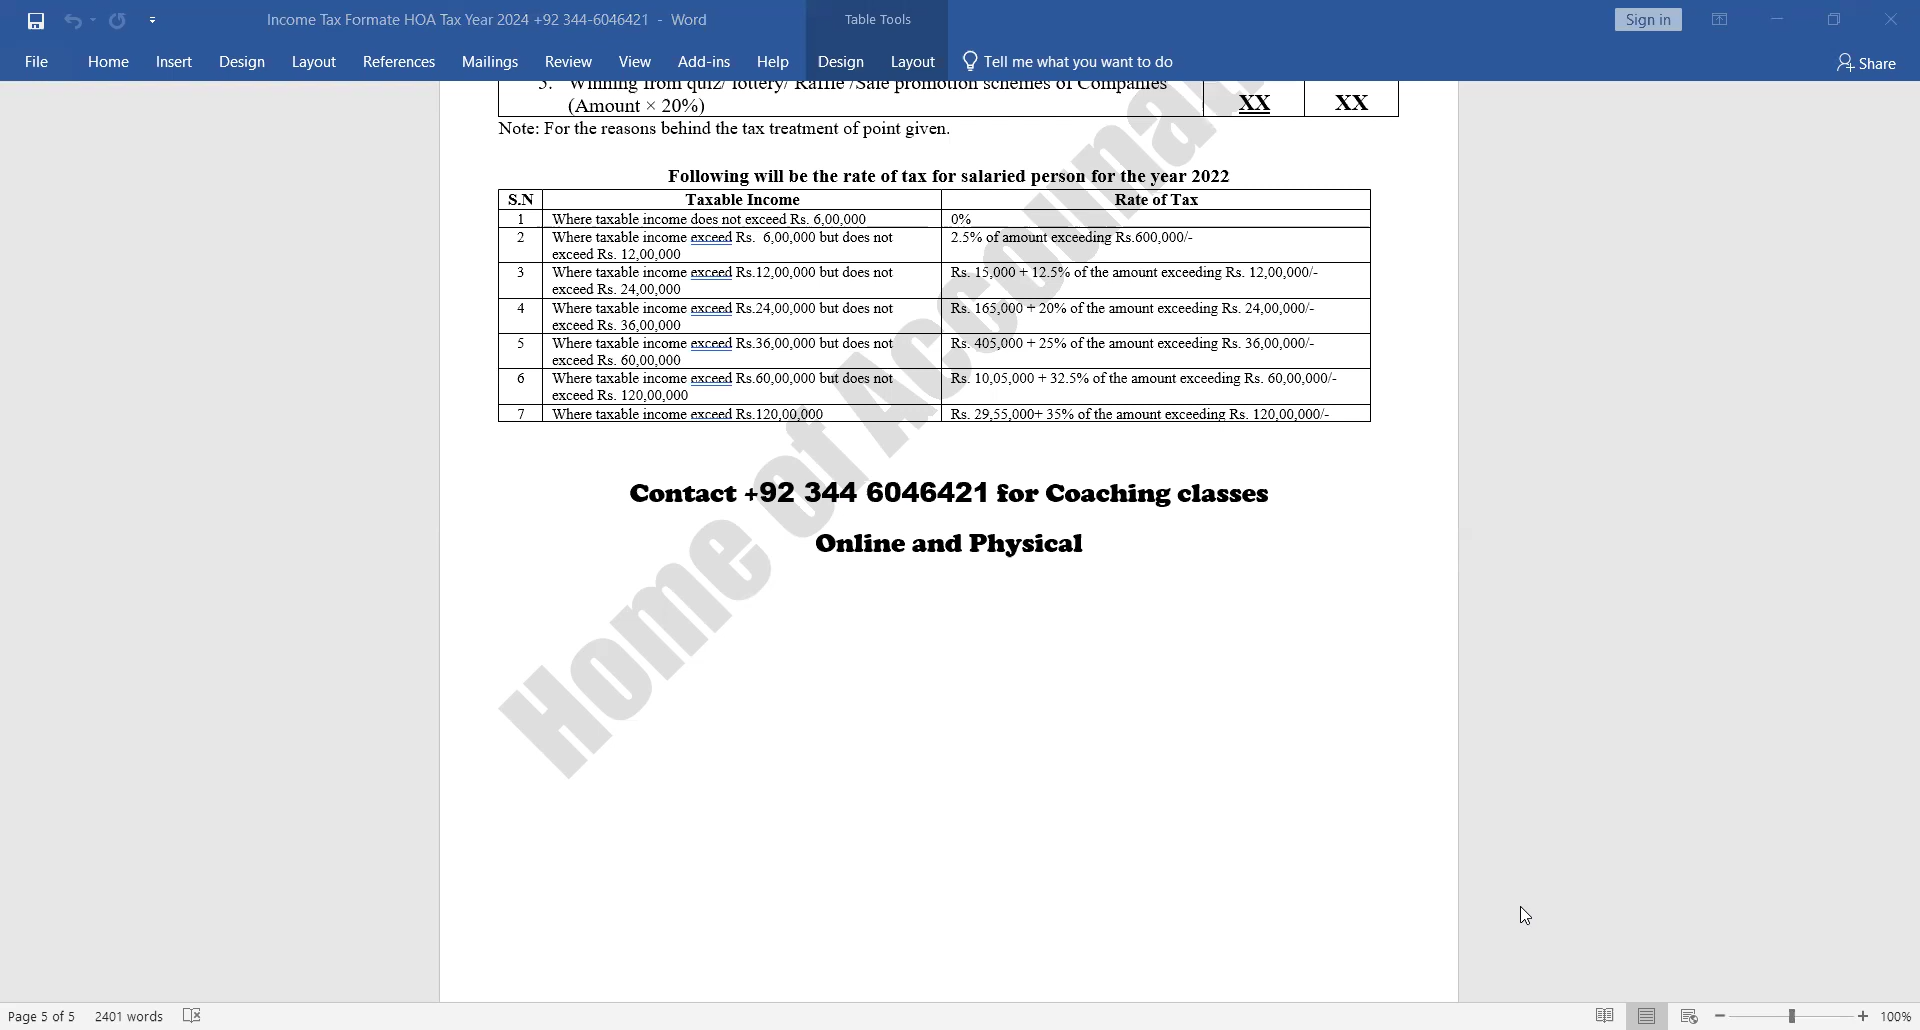 Income Tax Formate HOA Tax Year 2024 +92 344-6046421 - Word
Table Tools
Sign in
File Home Insert Design Layout References Mailings Review View Add-ins Help Design Layout Tell me what you want to do
Share
5. Winning from quiz/ lottery/ Raffle /Sale promotion schemes of Companies
(Amount × 20%) XX XX
Note: For the reasons behind the tax treatment of point given.
Following will be the rate of tax for salaried person for the year 2022
S.N Taxable Income Rate of Tax
1 Where taxable income does not exceed Rs. 6,00,000 0%
2 Where taxable income exceed Rs. 6,00,000 but does not 2.5% of amount exceeding Rs.600,000/-
exceed Rs. 12,00,000
3 Where taxable income exceed Rs.12,00,000 but does not Rs. 15,000 + 12.5% of the amount exceeding Rs. 12,00,000/-
exceed Rs. 24,00,000
4 Where taxable income exceed Rs.24,00,000 but does not Rs. 165,000 + 20% of the amount exceeding Rs. 24,00,000/-
exceed Rs. 36,00,000
5 Where taxable income exceed Rs.36,00,000 but does not Rs. 405,000 + 25% of the amount exceeding Rs. 36,00,000/-
exceed Rs. 60,00,000
6 Where taxable income exceed Rs.60,00,000 but does not Rs. 10,05,000 + 32.5% of the amount exceeding Rs. 60,00,000/-
exceed Rs. 120,00,000
7 Where taxable income exceed Rs.120,00,000 Rs. 29,55,000+ 35% of the amount exceeding Rs. 120,00,000/-
Contact +92 344 6046421 for Coaching classes
Online and Physical
Home of
Page 5 of 5 2401 words
100%